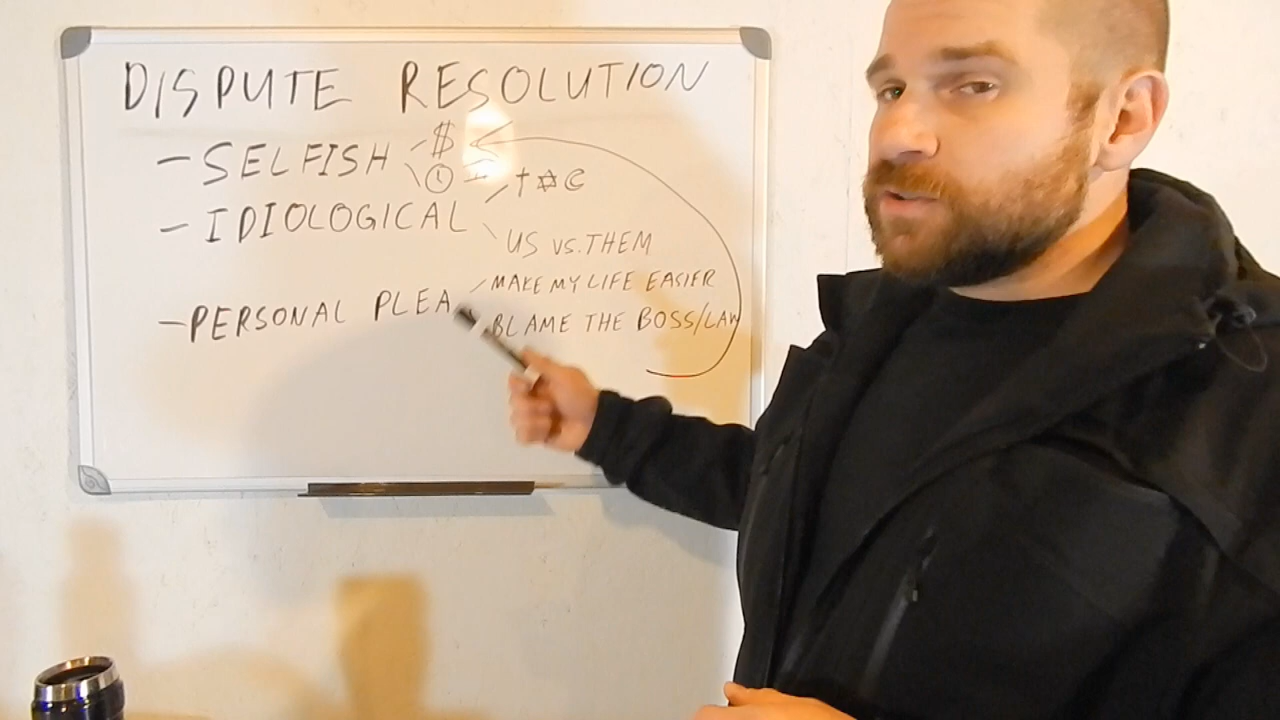 DISPUTE RESOLUTION
- SELFISH - $
- IDIOLOGICAL
US VS. THEM
- PERSONAL PLEA
MAKE MY LIFE EASIER
BLAME THE BOSS/LAW